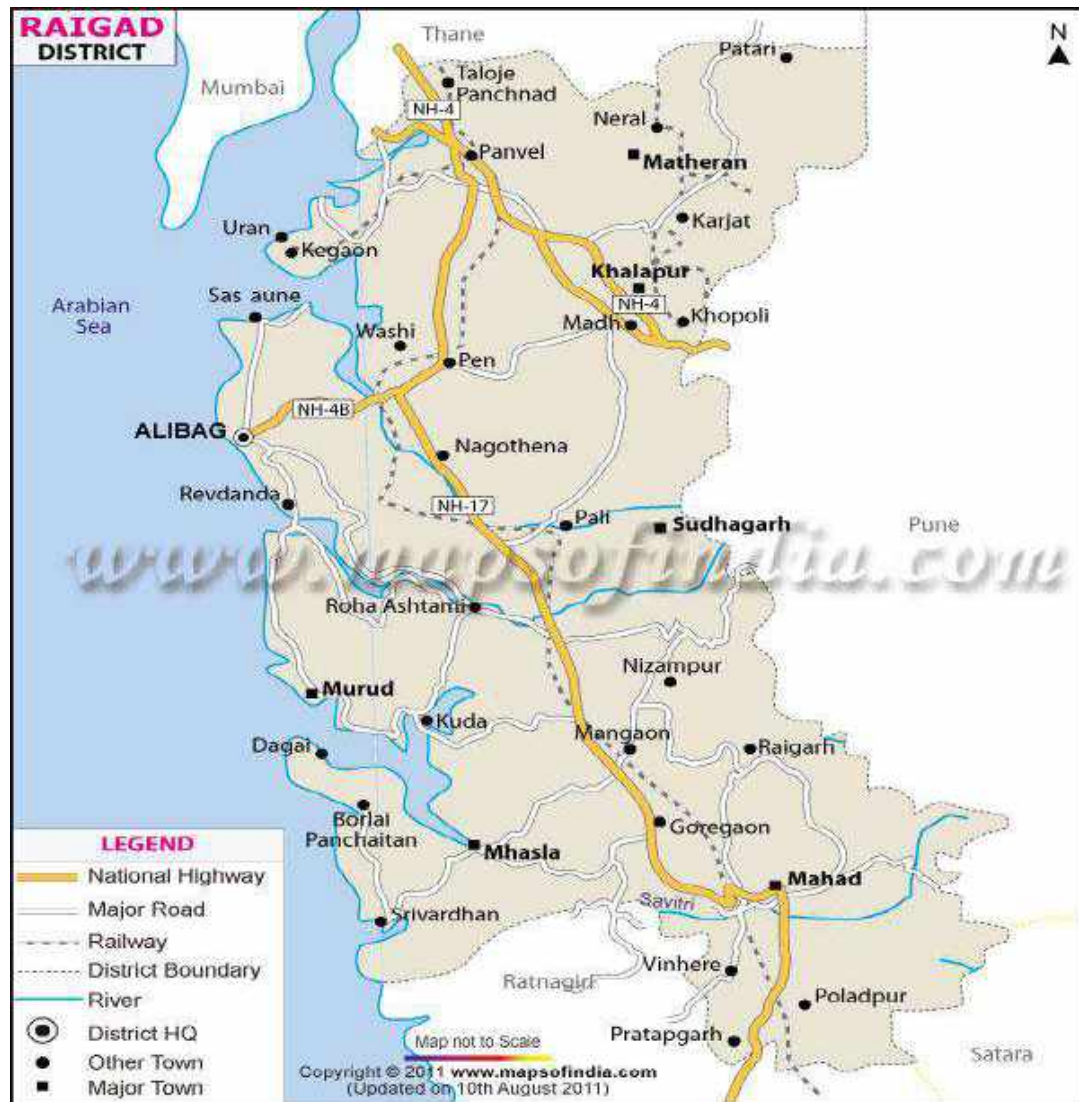 RAIGAD
DISTRICT
Thane
N
Patari
Mumbai
Taloje
Panchnad
NH-4
Neral
Panvel
Matheran
Uran
Kegaon
Karjat
Arabian
Sea
Sas aune
Khalapur
NH-4
Washi
Madh
Khopoli
Pen
NH-4B
ALIBAG
Nagothena
Revdanda
NH-17
Pali
Sudhagarh
Pune
www.mapsofindia.com
Roha Ashtami
Nizampur
Murud
Kuda
Mangaon
Raigarh
Dagai
Borlai
Panchaitan
Goregaon
Mhasla
Mahad
Savitri
Srivardhan
Vinhere
Ratnagiri
Poladpur
Pratapgarh
Satara
LEGEND
National Highway
Major Road
Railway
District Boundary
River
District HQ
Other Town
Major Town
Map not to Scale
Copyright © 2011 www.mapsofindia.com
(Updated on 10th August 2011)